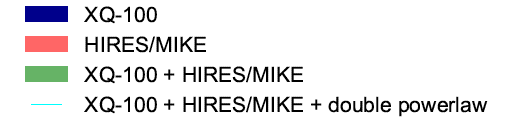 XQ-100
HIRES/MIKE
XQ-100 + HIRES/MIKE
XQ-100 + HIRES/MIKE + double powerlaw